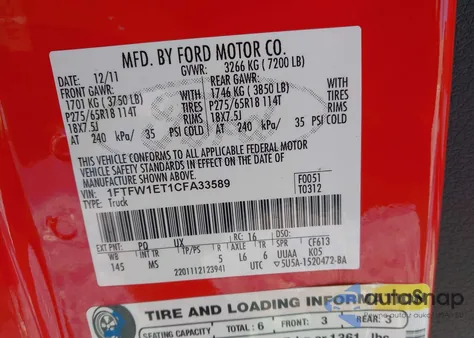 MFD. BY FORD MOTOR CO.
DATE: 12/11 GVWR: 3266 KG (7200 LB)
FRONT GAWR: REAR GAWR:
1701 KG (3750 LB) WITH 1746 KG (3850 LB) WITH
P275/65R18 114T TIRES P275/65R18 114T TIRES
18X7.5J RIMS 18X7.5J RIMS
AT 240 kPa/ 35 PSI COLD AT 240 kPa/ 35 PSI COLD
THIS VEHICLE CONFORMS TO ALL APPLICABLE FEDERAL MOTOR
VEHICLE SAFETY STANDARDS IN EFFECT ON THE DATE OF
MANUFACTURE SHOWN ABOVE.
VIN: 1FTFW1ET1CFA33589 F0051
TYPE: Truck T0312
EXT PNT: PQ UX RC: 16 DSO:
WB INT TR TP/PS R AXLE TR SPR CF613
145 MS 5 L6 6 UUAA K05
2201112123941 UTC 5U5A-1520472-BA
TIRE AND LOADING INFORMATION
SEATING CAPACITY TOTAL: 6 FRONT: 3 REAR: 3
autoAsnap
1361 lbs